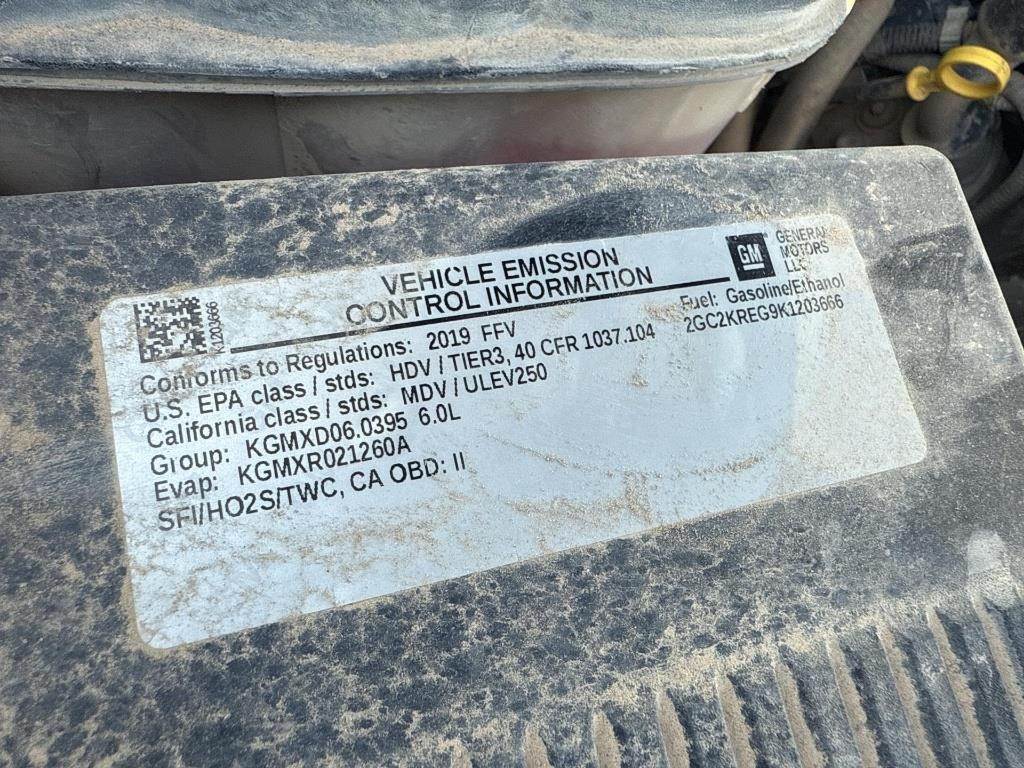 VEHICLE EMISSION
CONTROL INFORMATION
GM
GENERAL
MOTORS
LLC
K1203666
Conforms to Regulations: 2019 FFV
Fuel: Gasoline/Ethanol
U.S. EPA class / stds: HDV / TIER3, 40 CFR 1037.104
2GC2KREG9K1203666
California class / stds: MDV / ULEV250
Group: KGMXD06.0395 6.0L
Evap: KGMXR021260A
SFI/HO2S/TWC, CA OBD: II